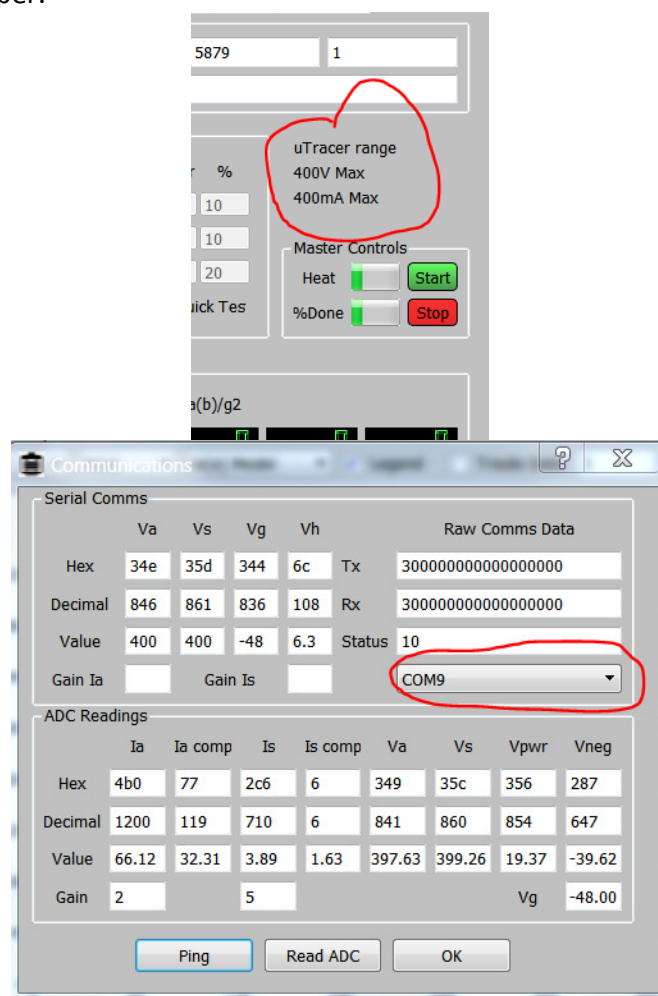 5879 1
uTracer range
% 400V Max
10 400mA Max
10
Master Controls
20 Heat Start
%Done Stop
a(b)/g2
Communications
Serial Comms
Va Vs Vg Vh Raw Comms Data
Hex 34e 35d 344 6c Tx 300000000000000000
Decimal 846 861 836 108 Rx 300000000000000000
Value 400 400 -48 6.3 Status 10
Gain Ia Gain Is COM9
ADC Readings
Ia Ia comp Is Is comp Va Vs Vpwr Vneg
Hex 4b0 77 2c6 6 349 35c 356 287
Decimal 1200 119 710 6 841 860 854 647
Value 66.12 32.31 3.89 1.63 397.63 399.26 19.37 -39.62
Gain 2 5 Vg -48.00
Ping Read ADC OK